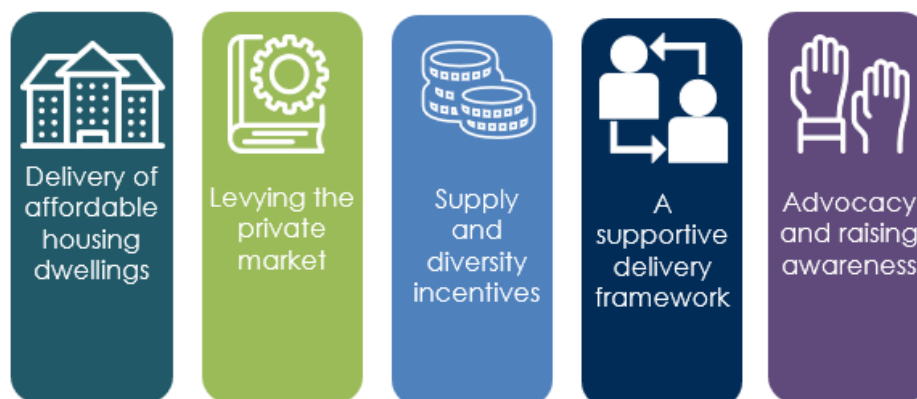 Delivery of
affordable
housing
dwellings
Levying the
private
market
Supply
and
diversity
incentives
A
supportive
delivery
framework
Advocacy
and raising
awareness